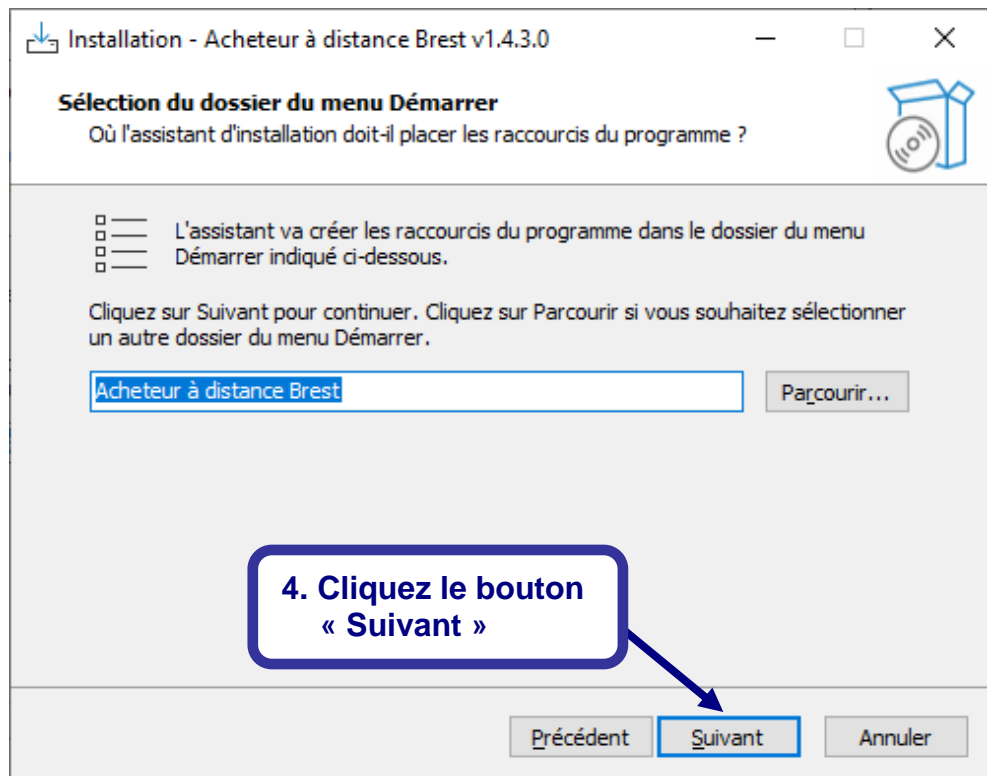 Installation - Acheteur à distance Brest v1.4.3.0
Sélection du dossier du menu Démarrer
Où l'assistant d'installation doit-il placer les raccourcis du programme ?
L'assistant va créer les raccourcis du programme dans le dossier du menu
Démarrer indiqué ci-dessous.
Cliquez sur Suivant pour continuer. Cliquez sur Parcourir si vous souhaitez sélectionner
un autre dossier du menu Démarrer.
Acheteur à distance Brest
Parcourir...
4. Cliquez le bouton
« Suivant »
Précédent
Suivant
Annuler